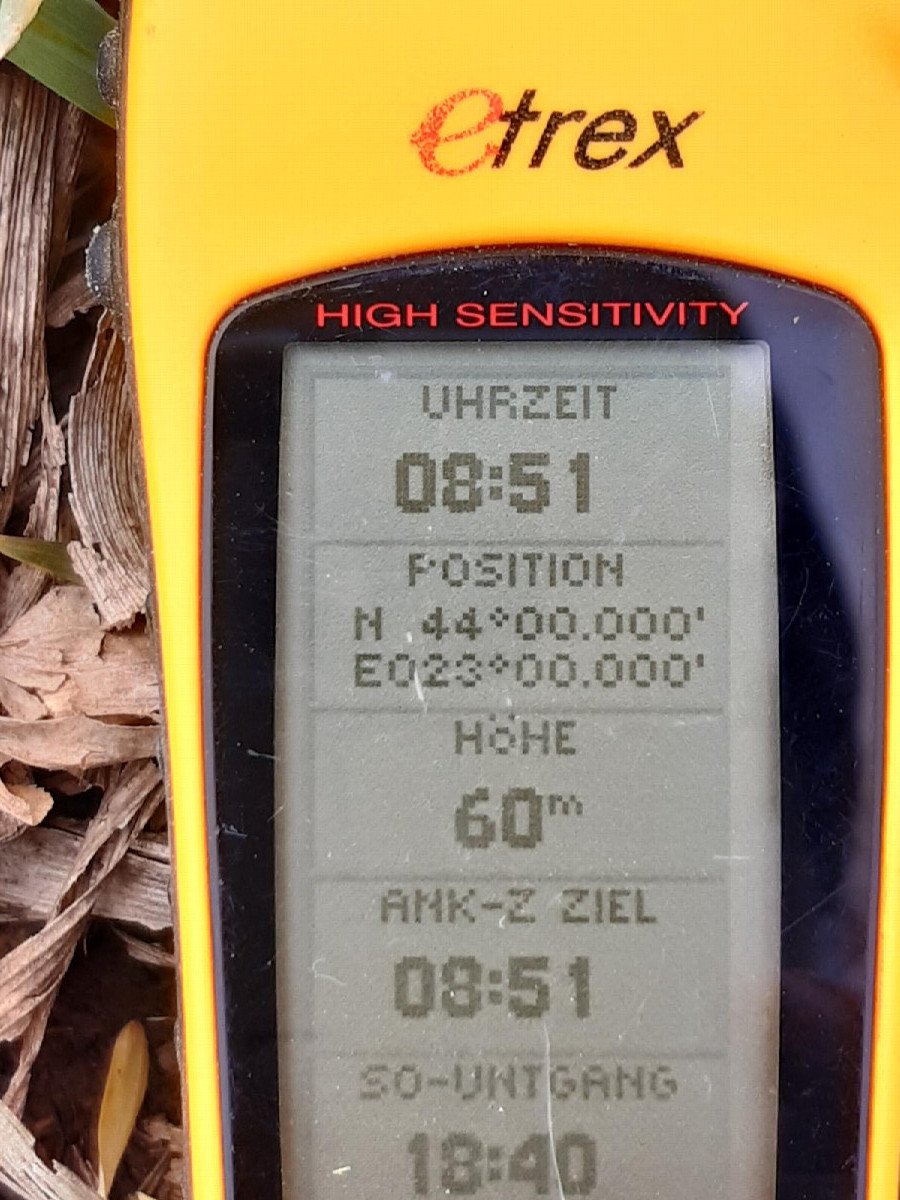 etrex
HIGH SENSITIVITY
UHRZEIT
08:51
POSITION
N 44°00.000'
E023°00.000'
HÖHE
60m
ANK-Z ZIEL
08:51
SO-UNTGANG
18:40